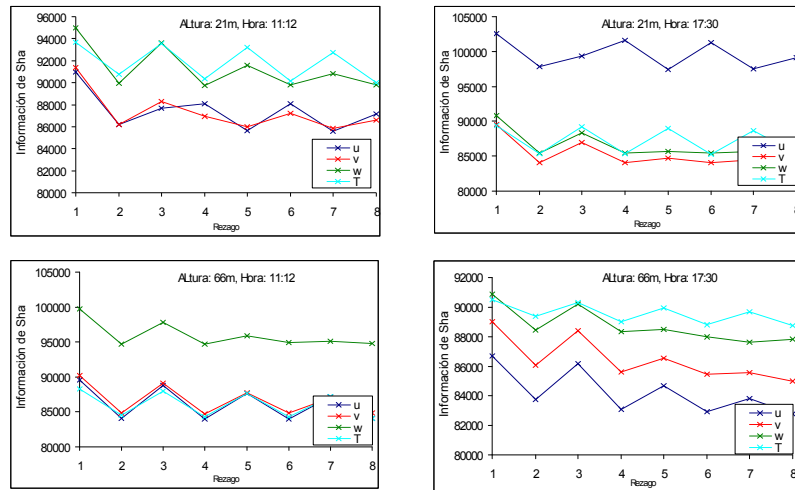 ALtura: 21m, Hora: 11:12
Información de Sha
96000
94000
92000
90000
88000
86000
84000
82000
80000
1 2 3 4 5 6 7 8
Rezago
u
v
w
T
ALtura: 21m, Hora: 17:30
Información de Sha
105000
100000
95000
90000
85000
80000
1 2 3 4 5 6 7 8
Rezago
u
v
w
T
ALtura: 66m, Hora: 11:12
Información de Sha
105000
100000
95000
90000
85000
80000
1 2 3 4 5 6 7 8
Rezago
u
v
w
T
ALtura: 66m, Hora: 17:30
Información de Sha
92000
90000
88000
86000
84000
82000
80000
1 2 3 4 5 6 7 8
Rezago
u
v
w
T